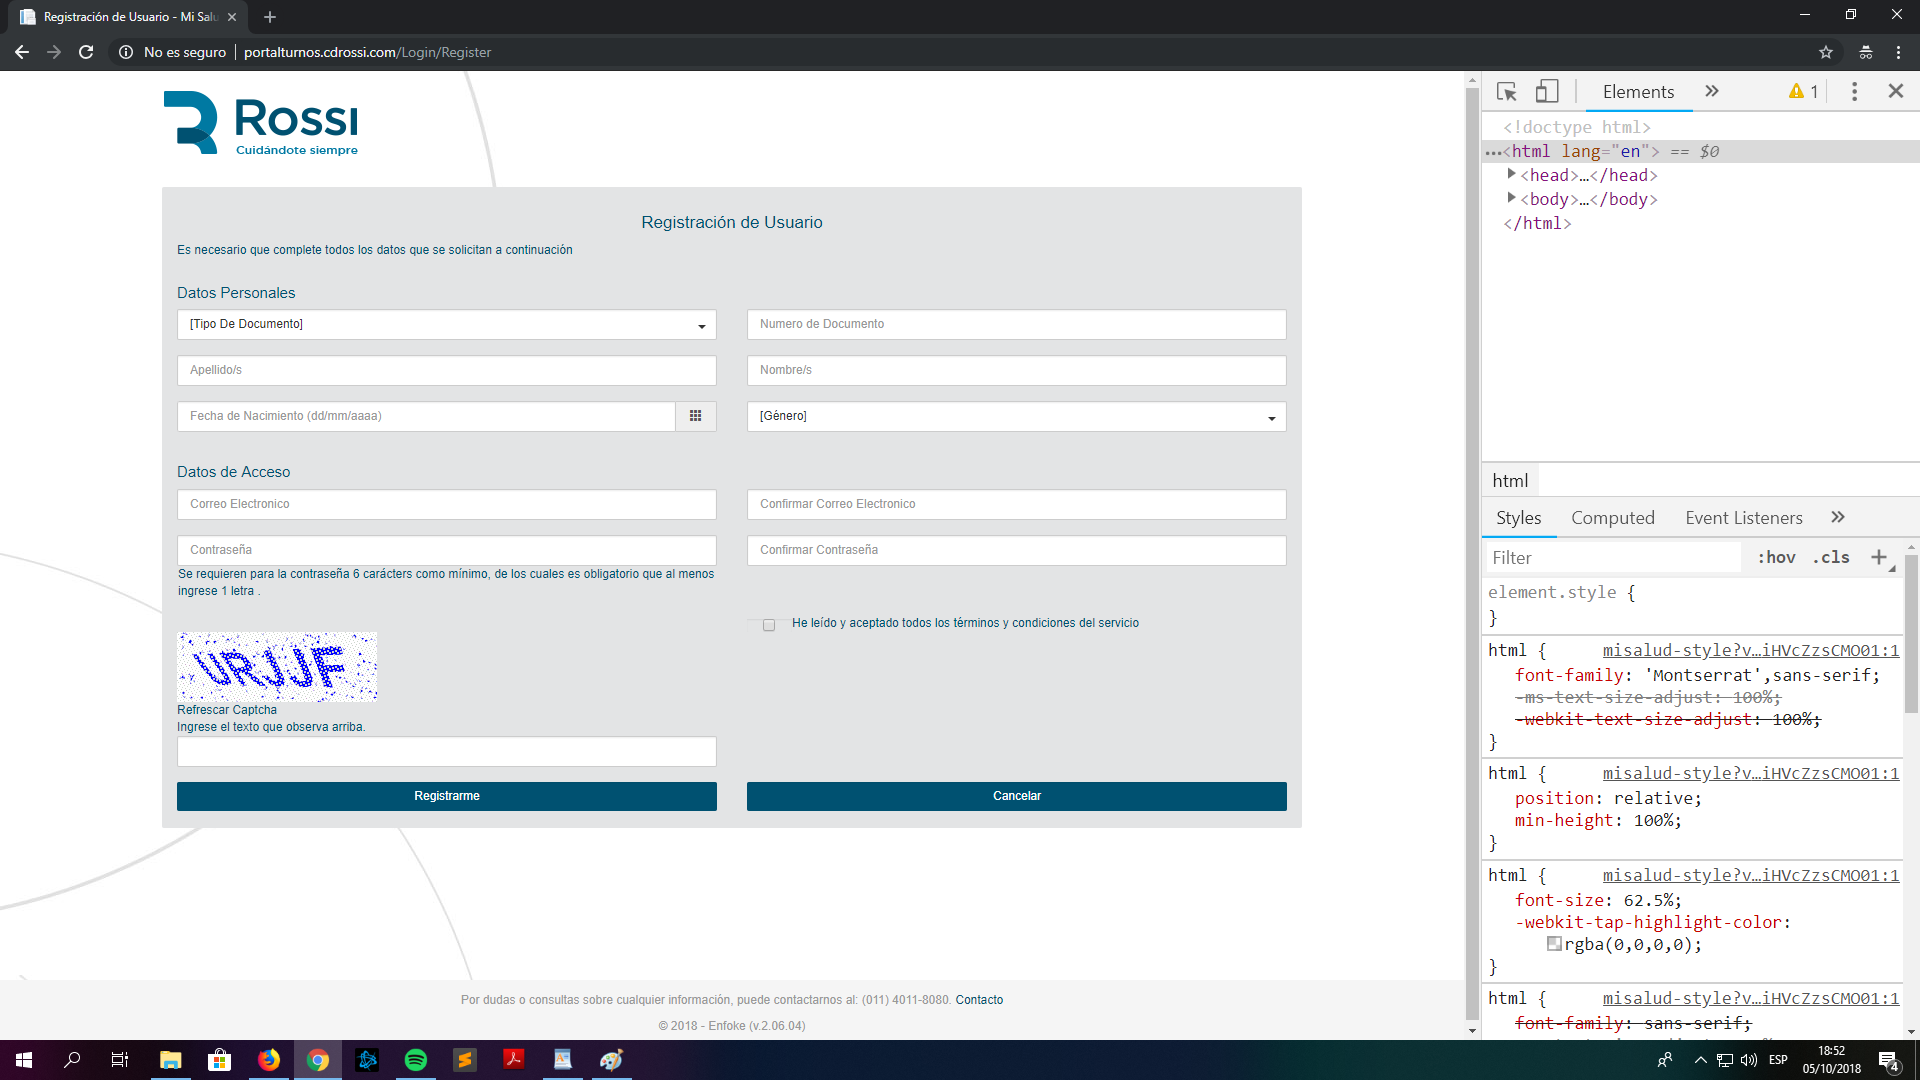 Registración de Usuario - Mi Salu
No es seguro
portalturnos.cdrossi.com/Login/Register
Rossi
Cuidándote siempre
Registración de Usuario
Es necesario que complete todos los datos que se solicitan a continuación
Datos Personales
[Tipo De Documento]
Numero de Documento
Apellido/s
Nombre/s
Fecha de Nacimiento (dd/mm/aaaa)
[Género]
Datos de Acceso
Correo Electronico
Confirmar Correo Electronico
Contraseña
Confirmar Contraseña
Se requieren para la contraseña 6 carácters como mínimo, de los cuales es obligatorio que al menos
ingrese 1 letra .
He leído y aceptado todos los términos y condiciones del servicio
Refrescar Captcha
Ingrese el texto que observa arriba.
Registrarme
Cancelar
Por dudas o consultas sobre cualquier información, puede contactarnos al: (011) 4011-8080. Contacto
© 2018 - Enfoke (v.2.06.04)
Elements
1
<!doctype html>
…<html lang="en"> == $0
<head>…</head>
<body>…</body>
</html>
html
Styles
Computed
Event Listeners
Filter
:hov
.cls
element.style {
}
html {
misalud-style?v…iHVcZzsCMO01:1
font-family: 'Montserrat',sans-serif;
-ms-text-size-adjust: 100%;
-webkit-text-size-adjust: 100%;
}
html {
misalud-style?v…iHVcZzsCMO01:1
position: relative;
min-height: 100%;
}
html {
misalud-style?v…iHVcZzsCMO01:1
font-size: 62.5%;
-webkit-tap-highlight-color:
rgba(0,0,0,0);
}
html {
misalud-style?v…iHVcZzsCMO01:1
font-family: sans-serif;
ESP
18:52
05/10/2018
4